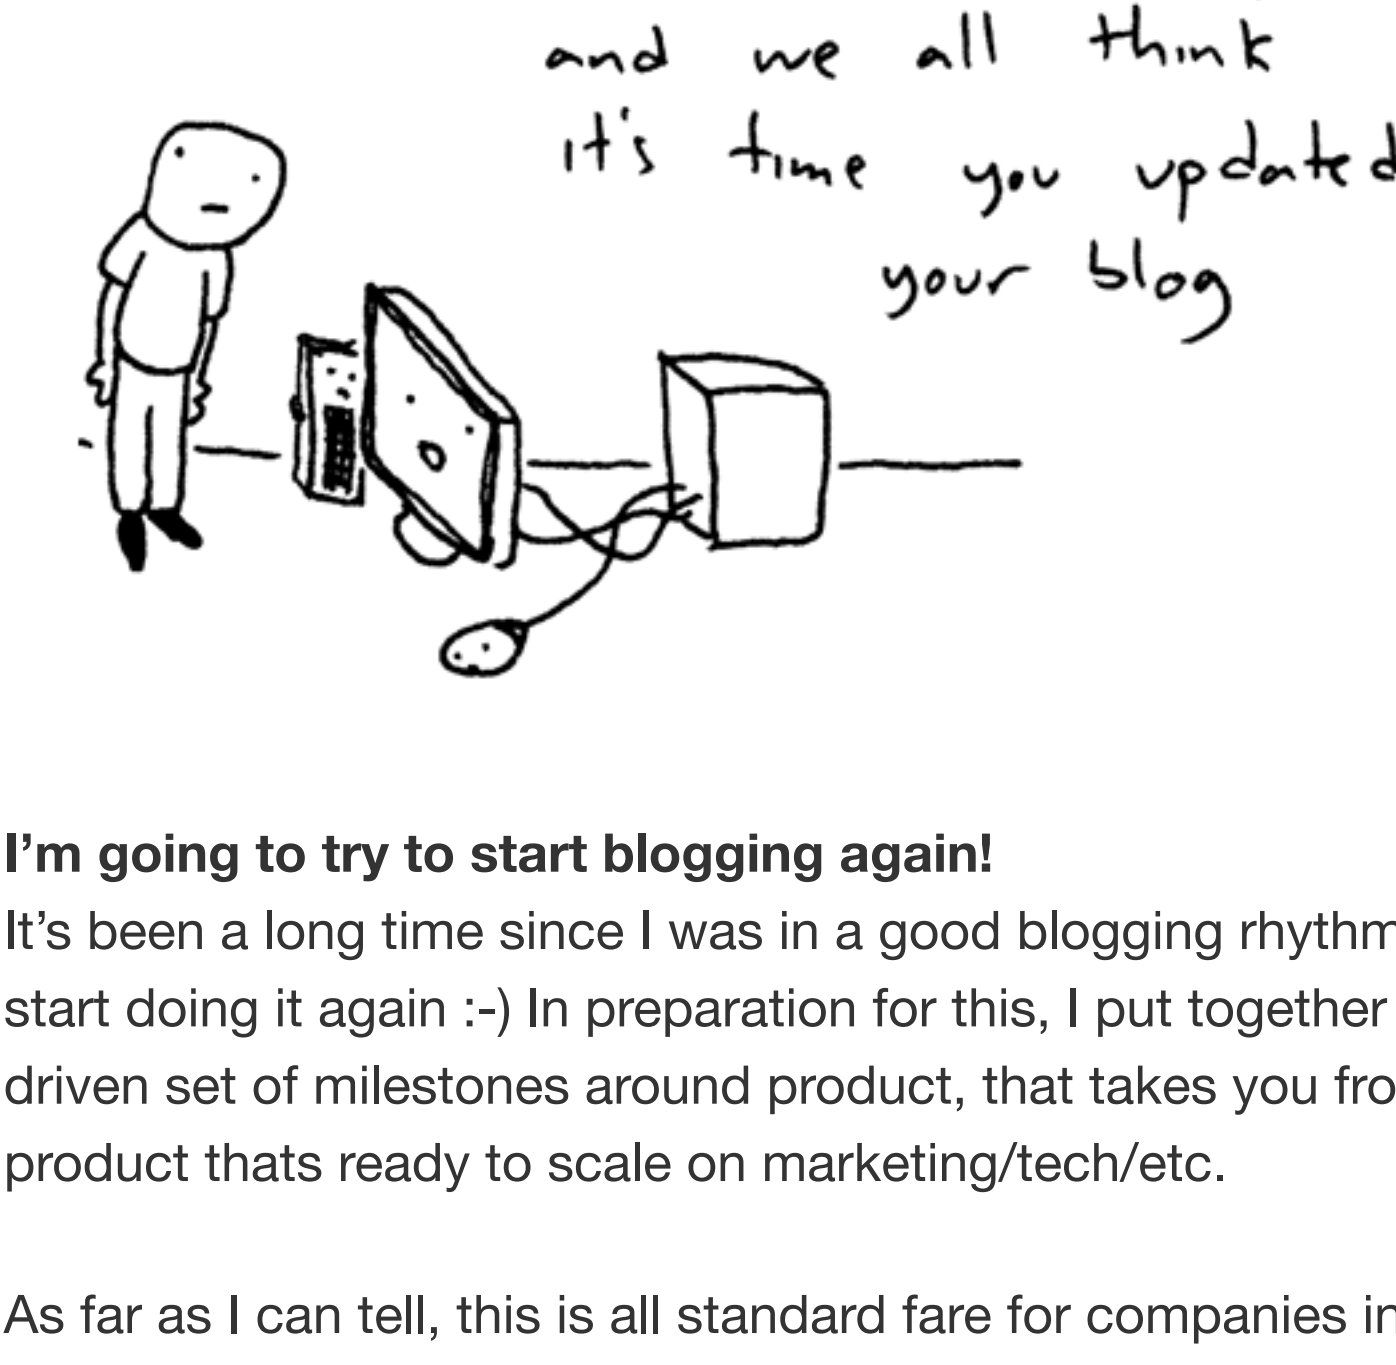 and we all think
it's time you updated
your blog
I’m going to try to start blogging again!
It’s been a long time since I was in a good blogging rhythm
start doing it again :-) In preparation for this, I put together
driven set of milestones around product, that takes you fro
product thats ready to scale on marketing/tech/etc.
As far as I can tell, this is all standard fare for companies in